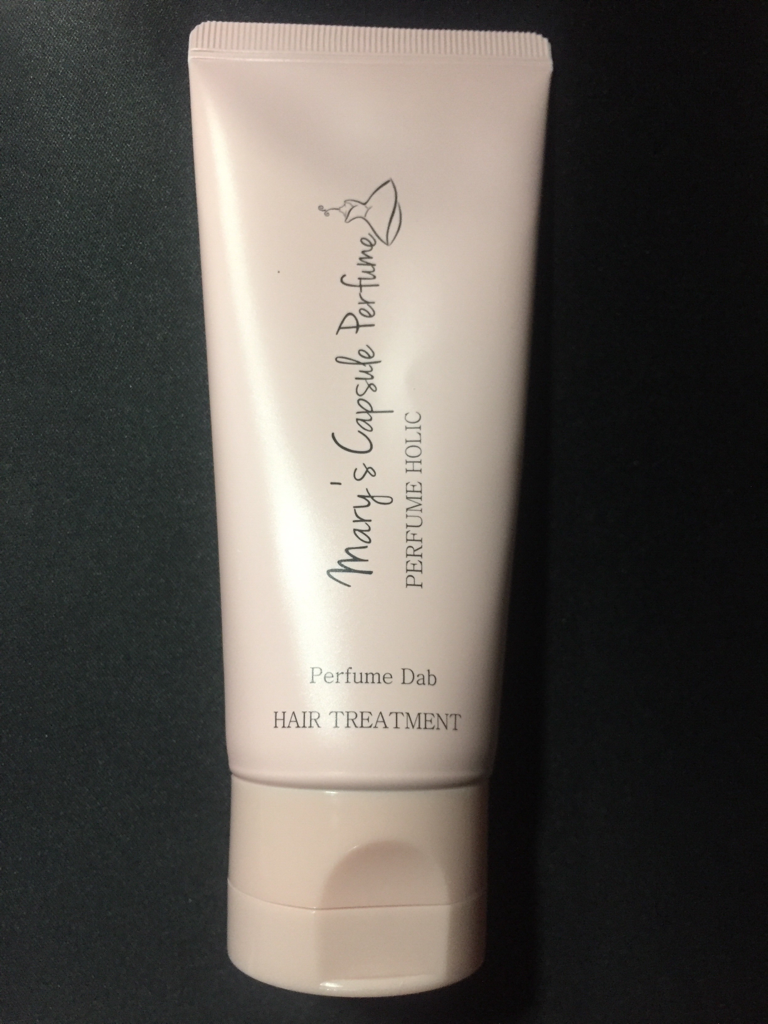 Mary's Capsule Perfume
PERFUME HOLIC
Perfume Dab
HAIR TREATMENT